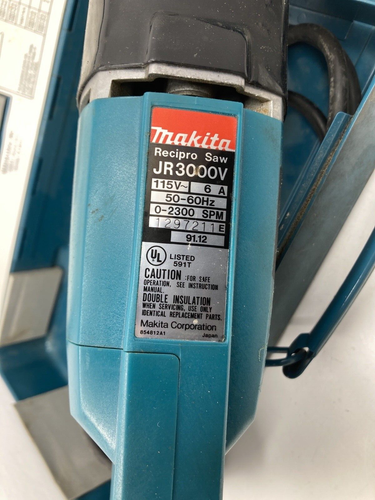 makita
Recipro Saw
JR3000V
115V~ 6 A
50-60Hz
0-2300 SPM
1297211E
91.12
UL LISTED
591T
CAUTION :FOR SAFE
OPERATION, SEE INSTRUCTION
MANUAL.
DOUBLE INSULATION
WHEN SERVICING, USE ONLY
IDENTICAL REPLACEMENT PARTS.
Makita Corporation
854812A1 Japan